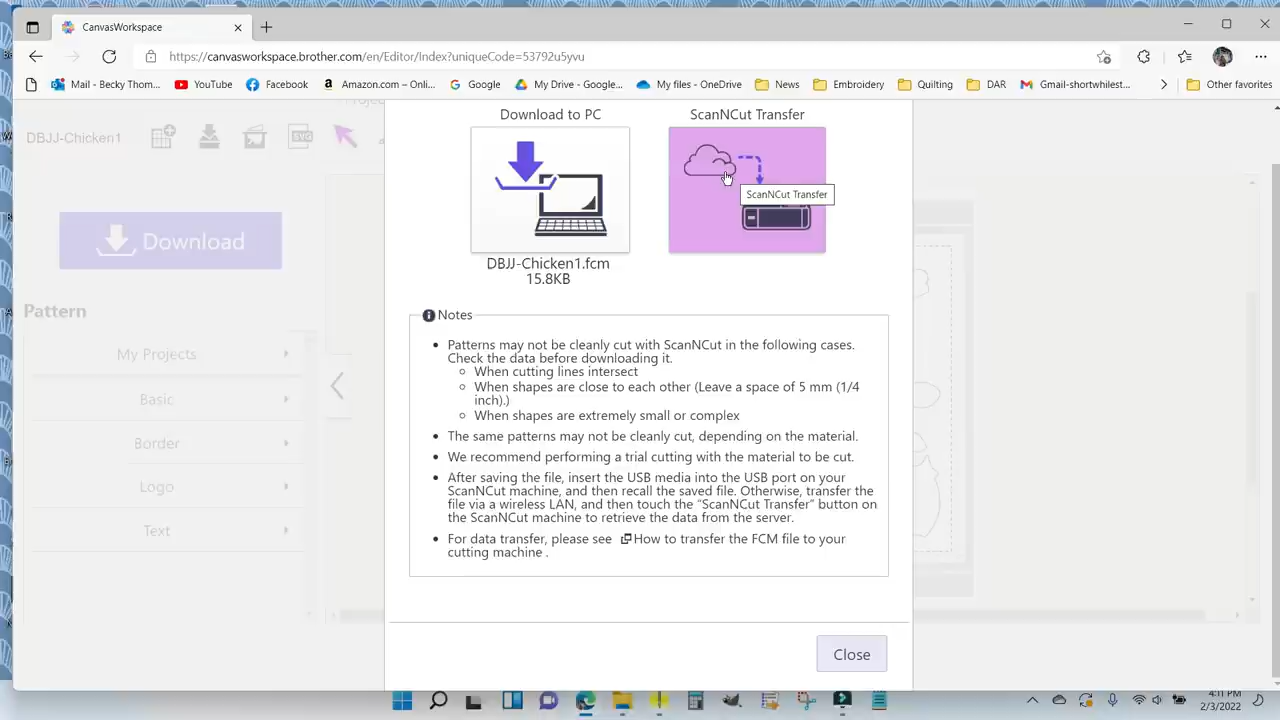 CanvasWorkspace
https://canvasworkspace.brother.com/en/Editor/Index?uniqueCode=53792u5yvu
Mail - Becky Thom... YouTube Facebook Amazon.com – Onli... Google My Drive - Google... My files - OneDrive News Embroidery Quilting DAR Gmail-shortwhilest... Other favorites
DBJJ-Chicken1
SVG
Download to PC
ScanNCut Transfer
ScanNCut Transfer
DBJJ-Chicken1.fcm
15.8KB
Download
Pattern
My Projects
Basic
Border
Logo
Text
Notes
Patterns may not be cleanly cut with ScanNCut in the following cases.
Check the data before downloading it.
When cutting lines intersect
When shapes are close to each other (Leave a space of 5 mm (1/4
inch).)
When shapes are extremely small or complex
The same patterns may not be cleanly cut, depending on the material.
We recommend performing a trial cutting with the material to be cut.
After saving the file, insert the USB media into the USB port on your
ScanNCut machine, and then recall the saved file. Otherwise, transfer the
file via a wireless LAN, and then touch the “ScanNCut Transfer” button on
the ScanNCut machine to retrieve the data from the server.
For data transfer, please see How to transfer the FCM file to your
cutting machine .
Close
4:11 PM
2/3/2022